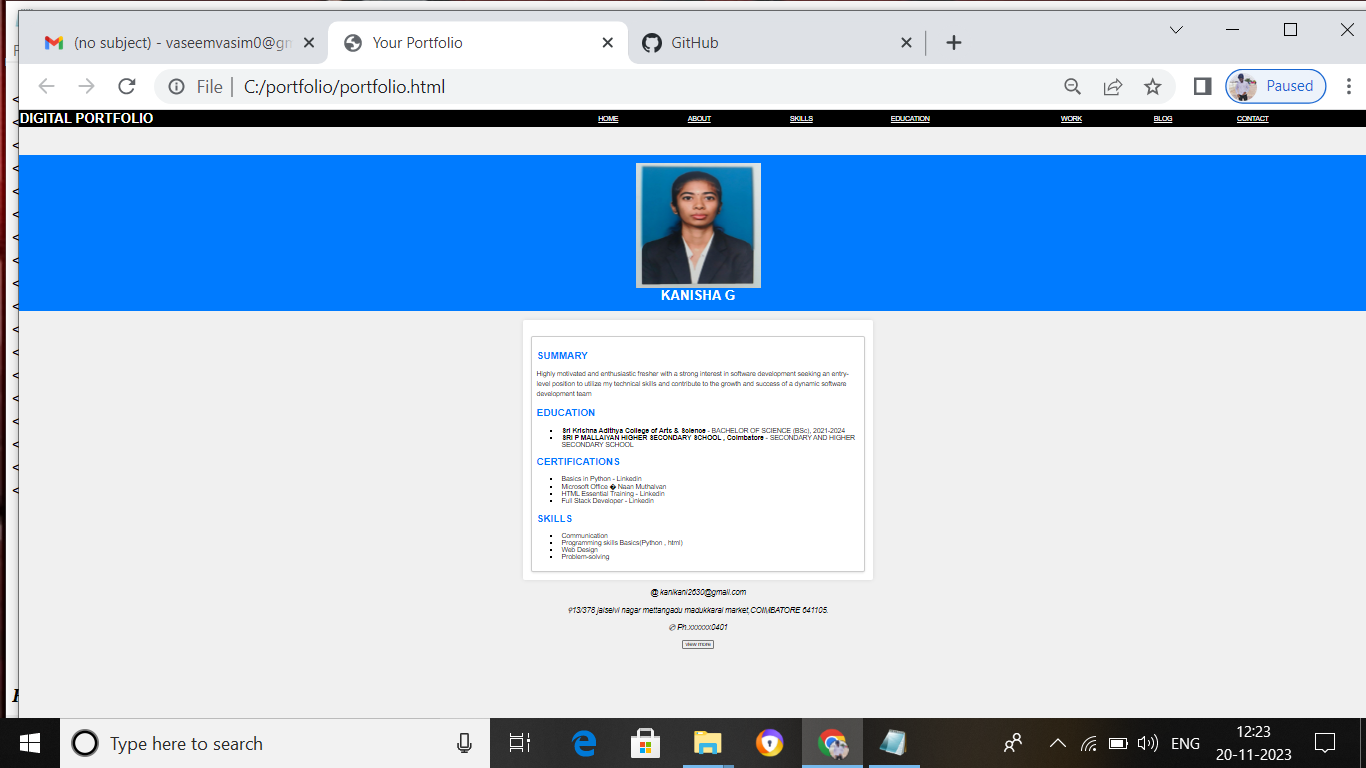 (no subject) - vaseemvasim0@gm
Your Portfolio
GitHub
File
C:/portfolio/portfolio.html
Paused
DIGITAL PORTFOLIO
HOME
ABOUT
SKILLS
EDUCATION
WORK
BLOG
CONTACT
KANISHA G
SUMMARY
Highly motivated and enthusiastic fresher with a strong interest in software development seeking an entry-
level position to utilize my technical skills and contribute to the growth and success of a dynamic software
development team
EDUCATION
Sri Krishna Adithya College of Arts & Science - BACHELOR OF SCIENCE (BSc), 2021-2024
SRI P MALLAIYAN HIGHER SECONDARY SCHOOL , Coimbatore - SECONDARY AND HIGHER
SECONDARY SCHOOL
CERTIFICATIONS
Basics in Python - Linkedin
Microsoft Office � Naan Muthalvan
HTML Essential Training - Linkedin
Full Stack Developer - Linkedin
SKILLS
Communication
Programming skills Basics(Python , html)
Web Design
Problem-solving
@ kanikani2630@gmail.com
13/378 jaiselvi nagar mettangadu madukkarai market,COIMBATORE 641105.
✆ Ph:xxxxxx0401
view more
Type here to search
ENG
12:23
20-11-2023